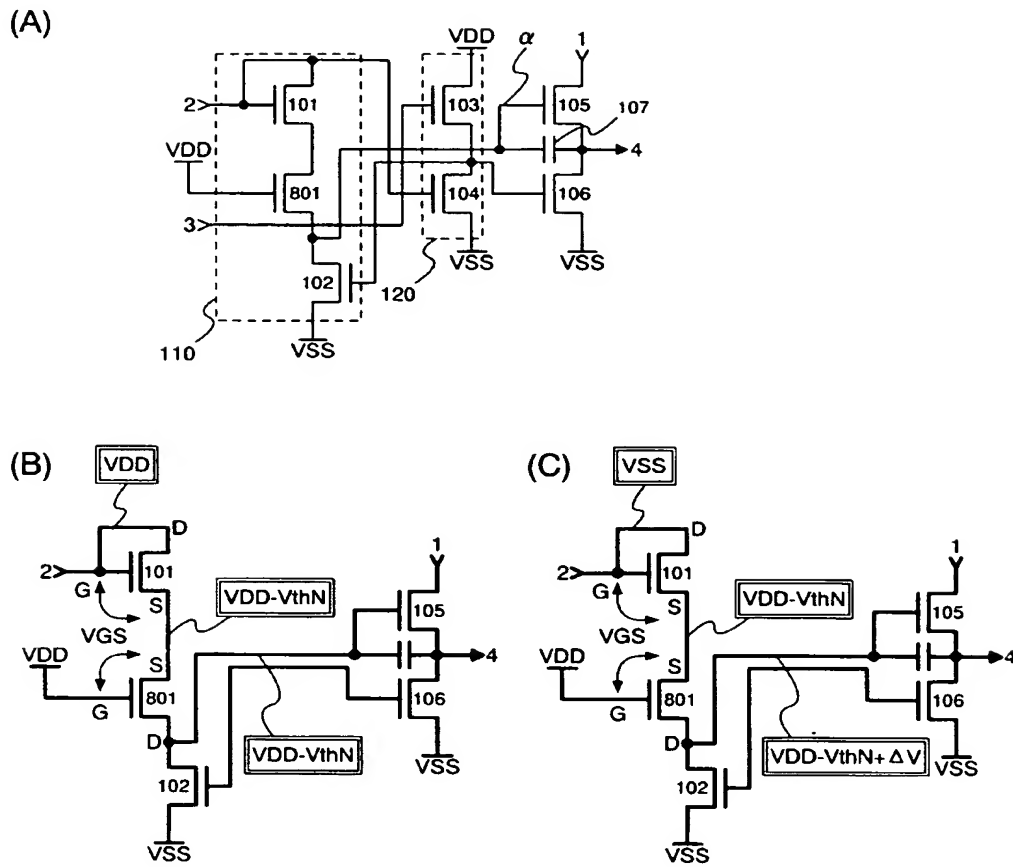 (A)
VDD
α
1
2
101
103
105
107
VDD
801
104
106
4
3
102
VSS
VSS
120
110
VSS
(B)
VDD
D
1
2
101
G
S
VDD-VthN
VGS
105
VDD
S
4
801
106
G
D
VDD-VthN
VSS
102
VSS
(C)
VSS
D
1
2
101
G
S
VDD-VthN
VGS
105
VDD
S
4
801
106
G
D
VDD-VthN+ΔV
VSS
102
VSS